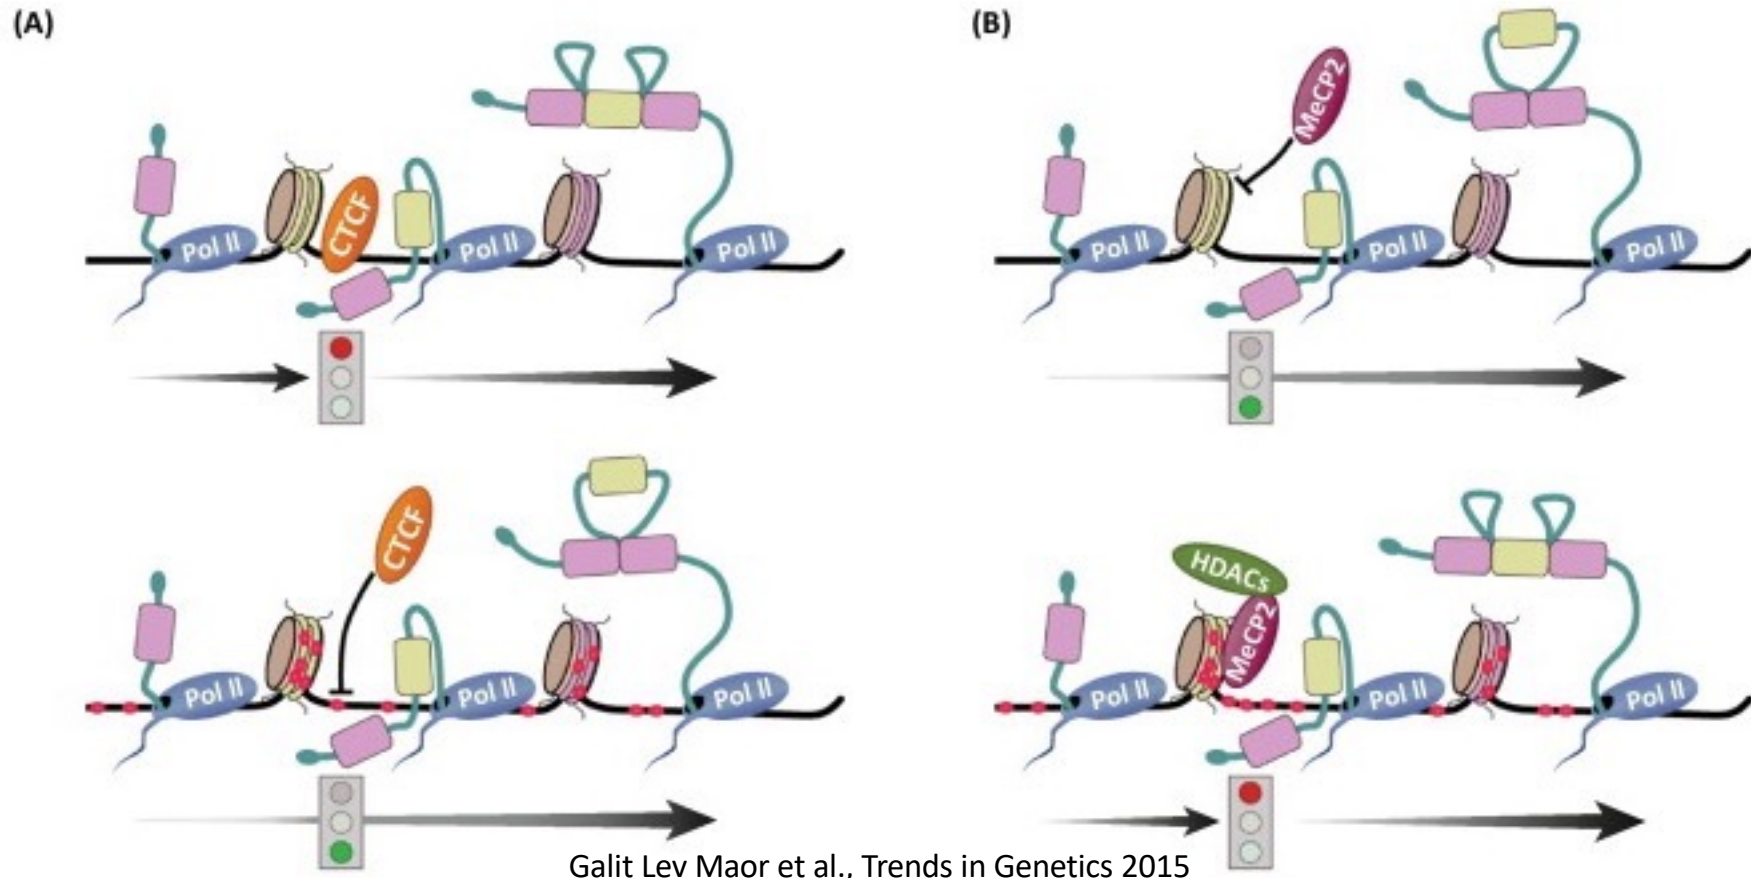 (A)
(B)
MeCP2
CTCF
Pol II
Pol II
Pol II
Pol II
Pol II
Pol II
CTCF
HDACs
MeCP2
Pol II
Pol II
Pol II
Pol II
Pol II
Pol II
Galit Lev Maor et al., Trends in Genetics 2015